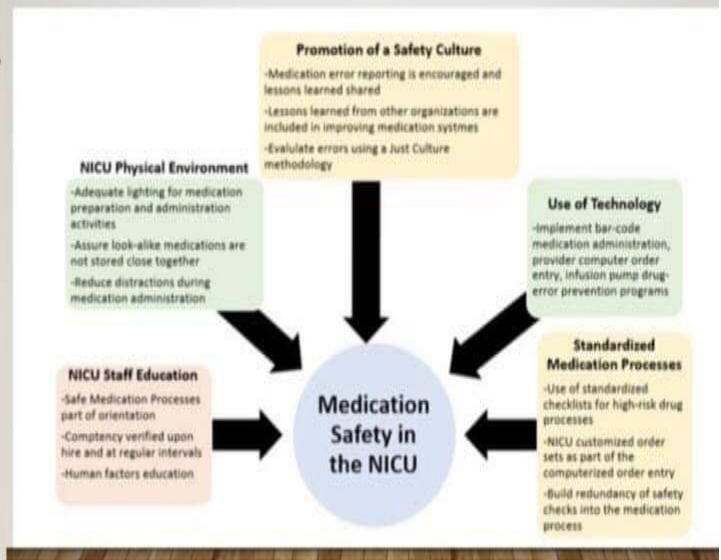 Promotion of a Safety Culture
-Medication error reporting is encouraged and
lessons learned shared
-Lessons learned from other organizations are
included in improving medication systmes
-Evalulate errors using a Just Culture
methodology
NICU Physical Environment
-Adequate lighting for medication
preparation and administration
activities
-Assure look-alike medications are
not stored close together
-Reduce distractions during
medication administration
Use of Technology
-Implement bar-code
medication administration,
provider computer order
entry, infusion pump drug-
error prevention programs
NICU Staff Education
-Safe Medication Processes
part of orientation
-Comptency verified upon
hire and at regular intervals
-Human factors education
Medication
Safety in
the NICU
Standardized
Medication Processes
-Use of standardized
checklists for high-risk drug
processes
-NICU customized order
sets as part of the
computerized order entry
-Build redundancy of safety
checks into the medication
process